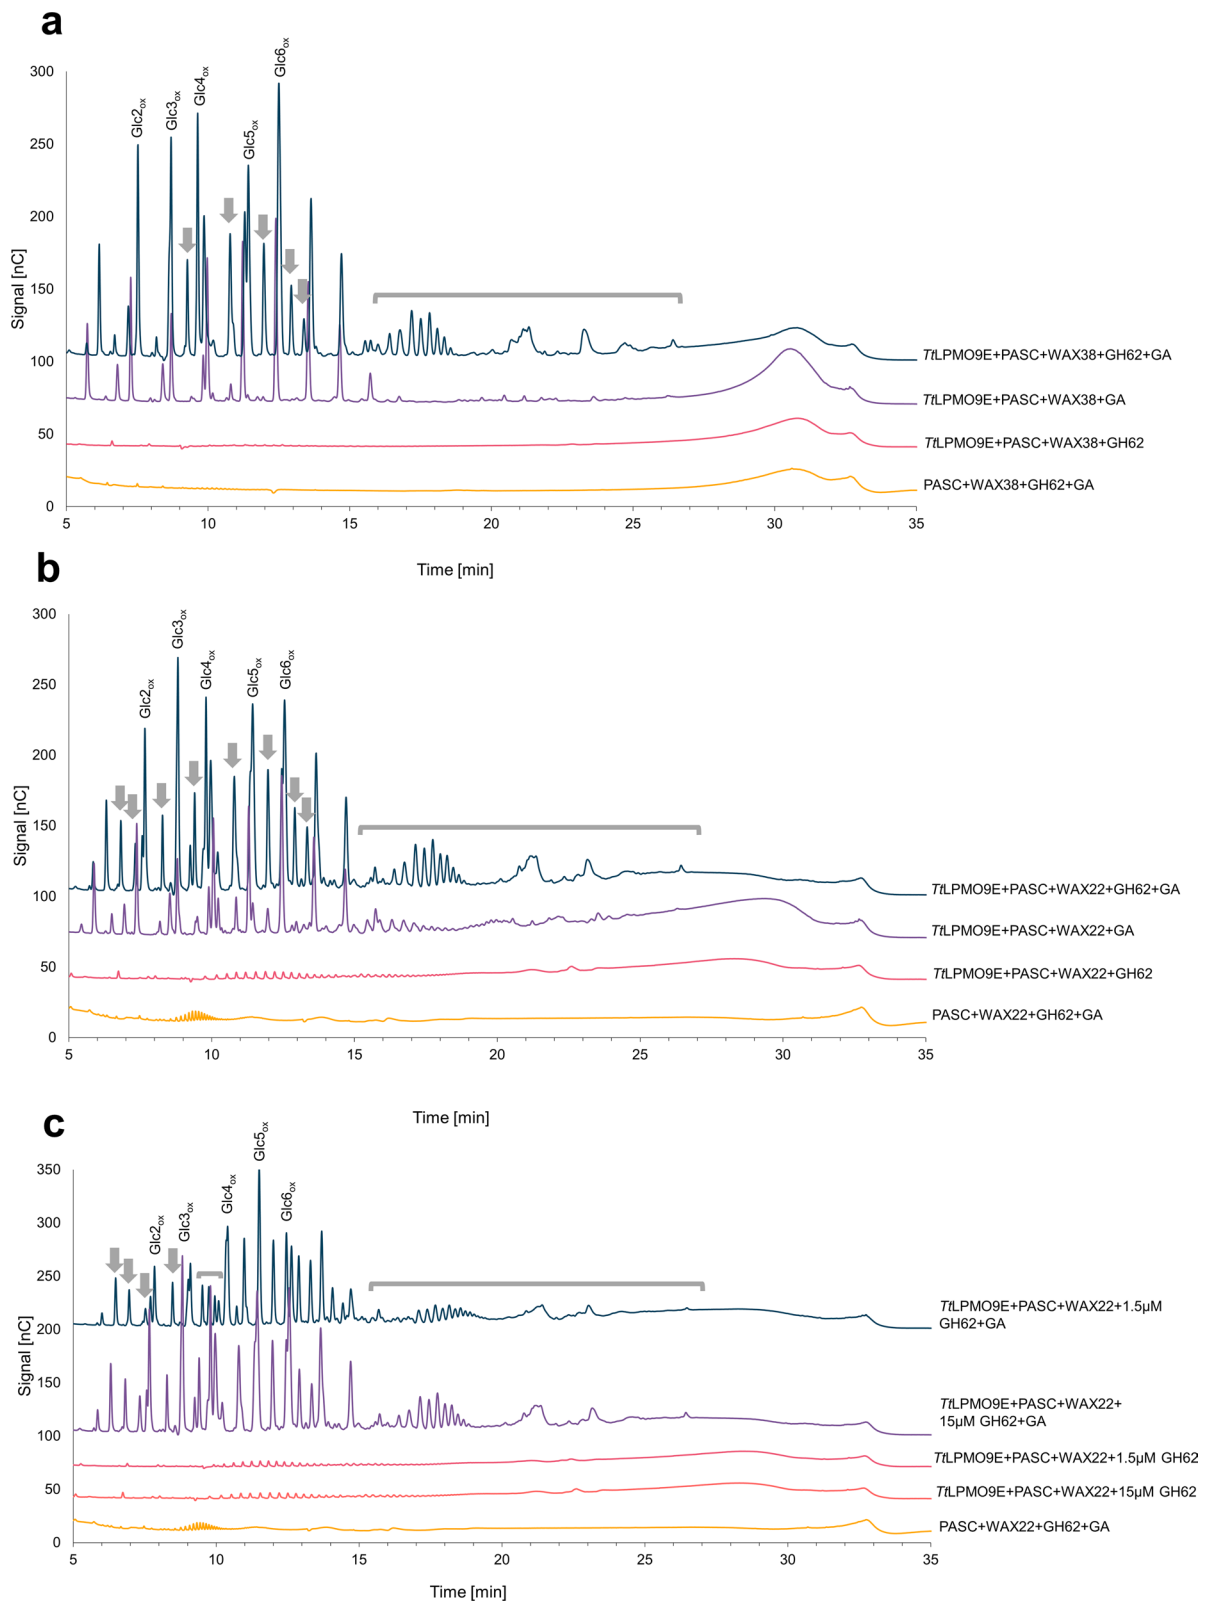 a
Glc2ox
Glc3ox
Glc4ox
Glc5ox
Glc6ox
300
250
200
150
100
50
0
Signal [nC]
TtLPMO9E+PASC+WAX38+GH62+GA
TtLPMO9E+PASC+WAX38+GA
TtLPMO9E+PASC+WAX38+GH62
PASC+WAX38+GH62+GA
5 10 15 20 25 30 35
Time [min]
b
Glc2ox
Glc3ox
Glc4ox
Glc5ox
Glc6ox
300
250
200
150
100
50
0
Signal [nC]
TtLPMO9E+PASC+WAX22+GH62+GA
TtLPMO9E+PASC+WAX22+GA
TtLPMO9E+PASC+WAX22+GH62
PASC+WAX22+GH62+GA
5 10 15 20 25 30 35
Time [min]
c
Glc2ox
Glc3ox
Glc4ox
Glc5ox
Glc6ox
350
300
250
200
150
100
50
0
Signal [nC]
TtLPMO9E+PASC+WAX22+1.5µM
GH62+GA
TtLPMO9E+PASC+WAX22+
15µM GH62+GA
TtLPMO9E+PASC+WAX22+1.5µM GH62
TtLPMO9E+PASC+WAX22+15µM GH62
PASC+WAX22+GH62+GA
5 10 15 20 25 30 35
Time [min]